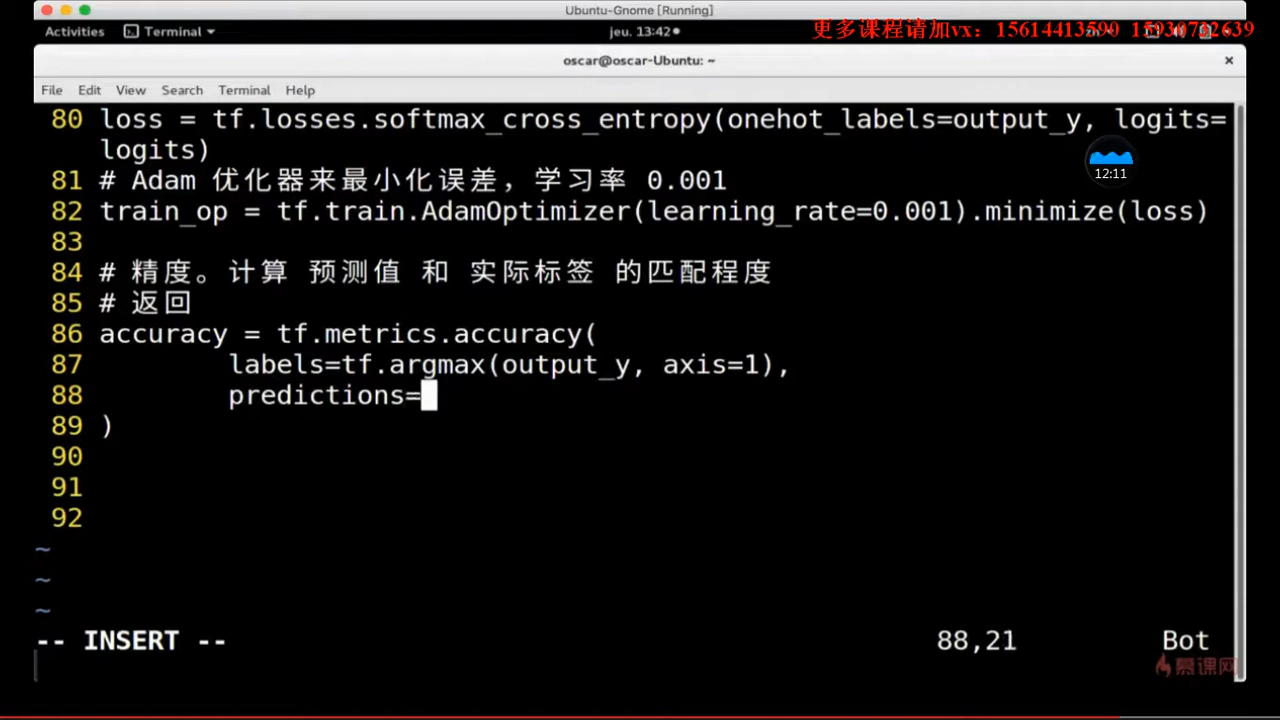 Ubuntu-Gnome [Running]
更多课程请加vx：15614413590 15930742639
Activities Terminal jeu. 13:42
oscar@oscar-Ubuntu: ~
File Edit View Search Terminal Help
80 loss = tf.losses.softmax_cross_entropy(onehot_labels=output_y, logits=
logits)
12:11
81 # Adam 优化器来最小化误差，学习率 0.001
82 train_op = tf.train.AdamOptimizer(learning_rate=0.001).minimize(loss)
83
84 # 精度。计算 预测值 和 实际标签 的匹配程度
85 # 返回
86 accuracy = tf.metrics.accuracy(
87 labels=tf.argmax(output_y, axis=1),
88 predictions=
89 )
90
91
92
~
~
~
-- INSERT -- 88,21 Bot
慕课网